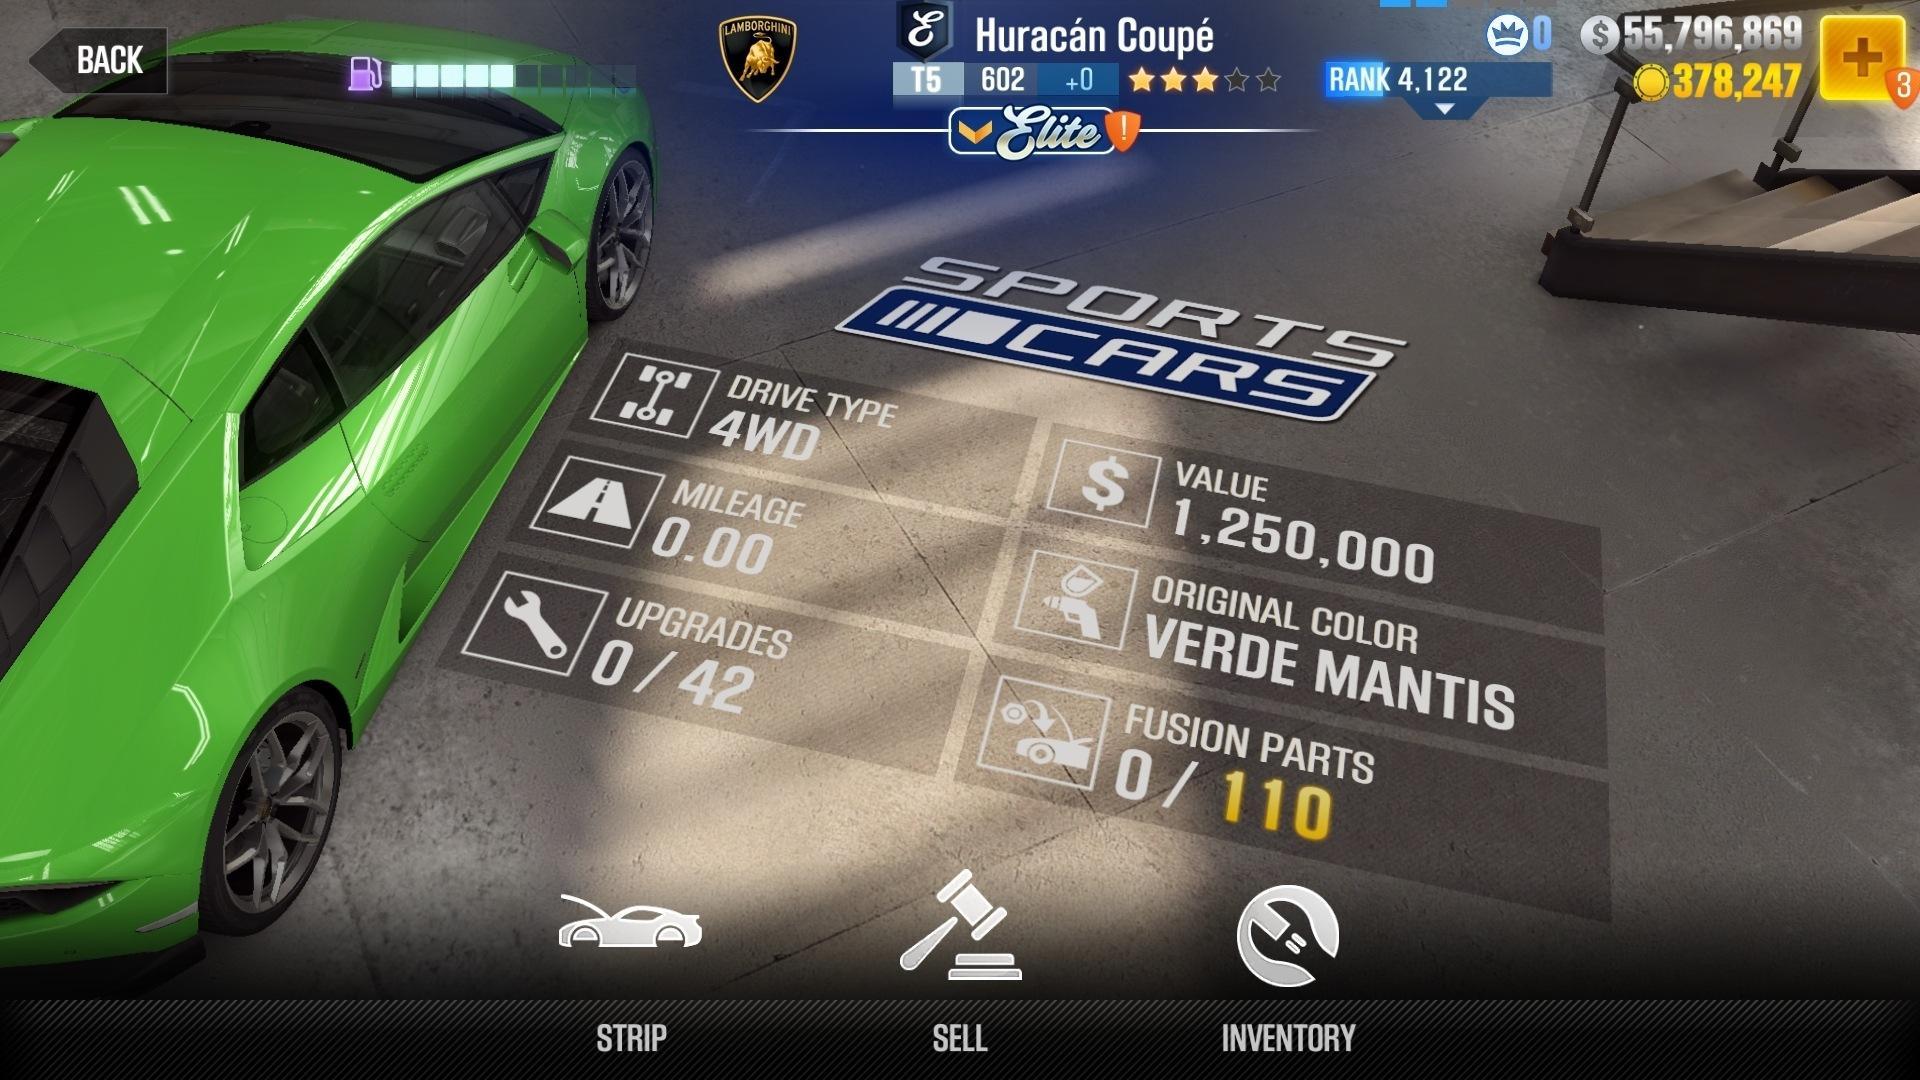 BACK
LAMBORGHINI
E
Huracán Coupé
0
55,796,869
T5 602 +0
RANK 4,122
378,247
3
Elite !
SPORTS
CARS
DRIVE TYPE
4WD
MILEAGE
0.00
UPGRADES
0 / 42
VALUE
1,250,000
ORIGINAL COLOR
VERDE MANTIS
FUSION PARTS
0 / 110
STRIP
SELL
INVENTORY